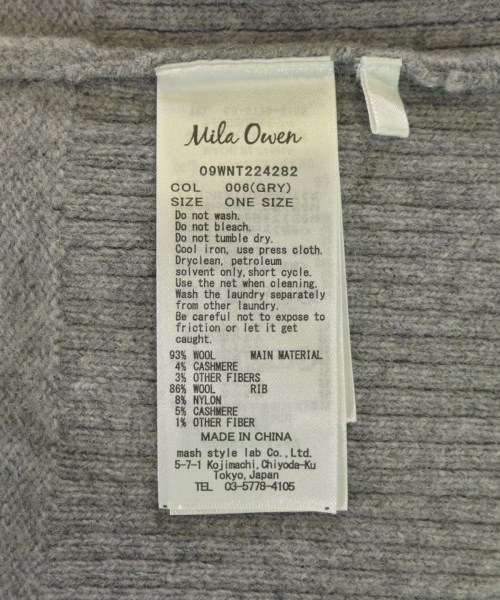 Mila Owen
09WNT224282
COL 006(GRY)
SIZE ONE SIZE
Do not wash.
Do not bleach.
Do not tumble dry.
Cool iron, use press cloth.
Dryclean, petroleum
solvent only, short cycle.
Use the net when cleaning.
Wash the laundry separately
from other laundry.
Be careful not to expose to
friction or let it get
caught.
93% WOOL MAIN MATERIAL
4% CASHMERE
3% OTHER FIBERS
86% WOOL RIB
8% NYLON
5% CASHMERE
1% OTHER FIBER
MADE IN CHINA
mash style lab Co., Ltd.
5-7-1 Kojimachi, Chiyoda-Ku
Tokyo, Japan
TEL 03-5778-4105